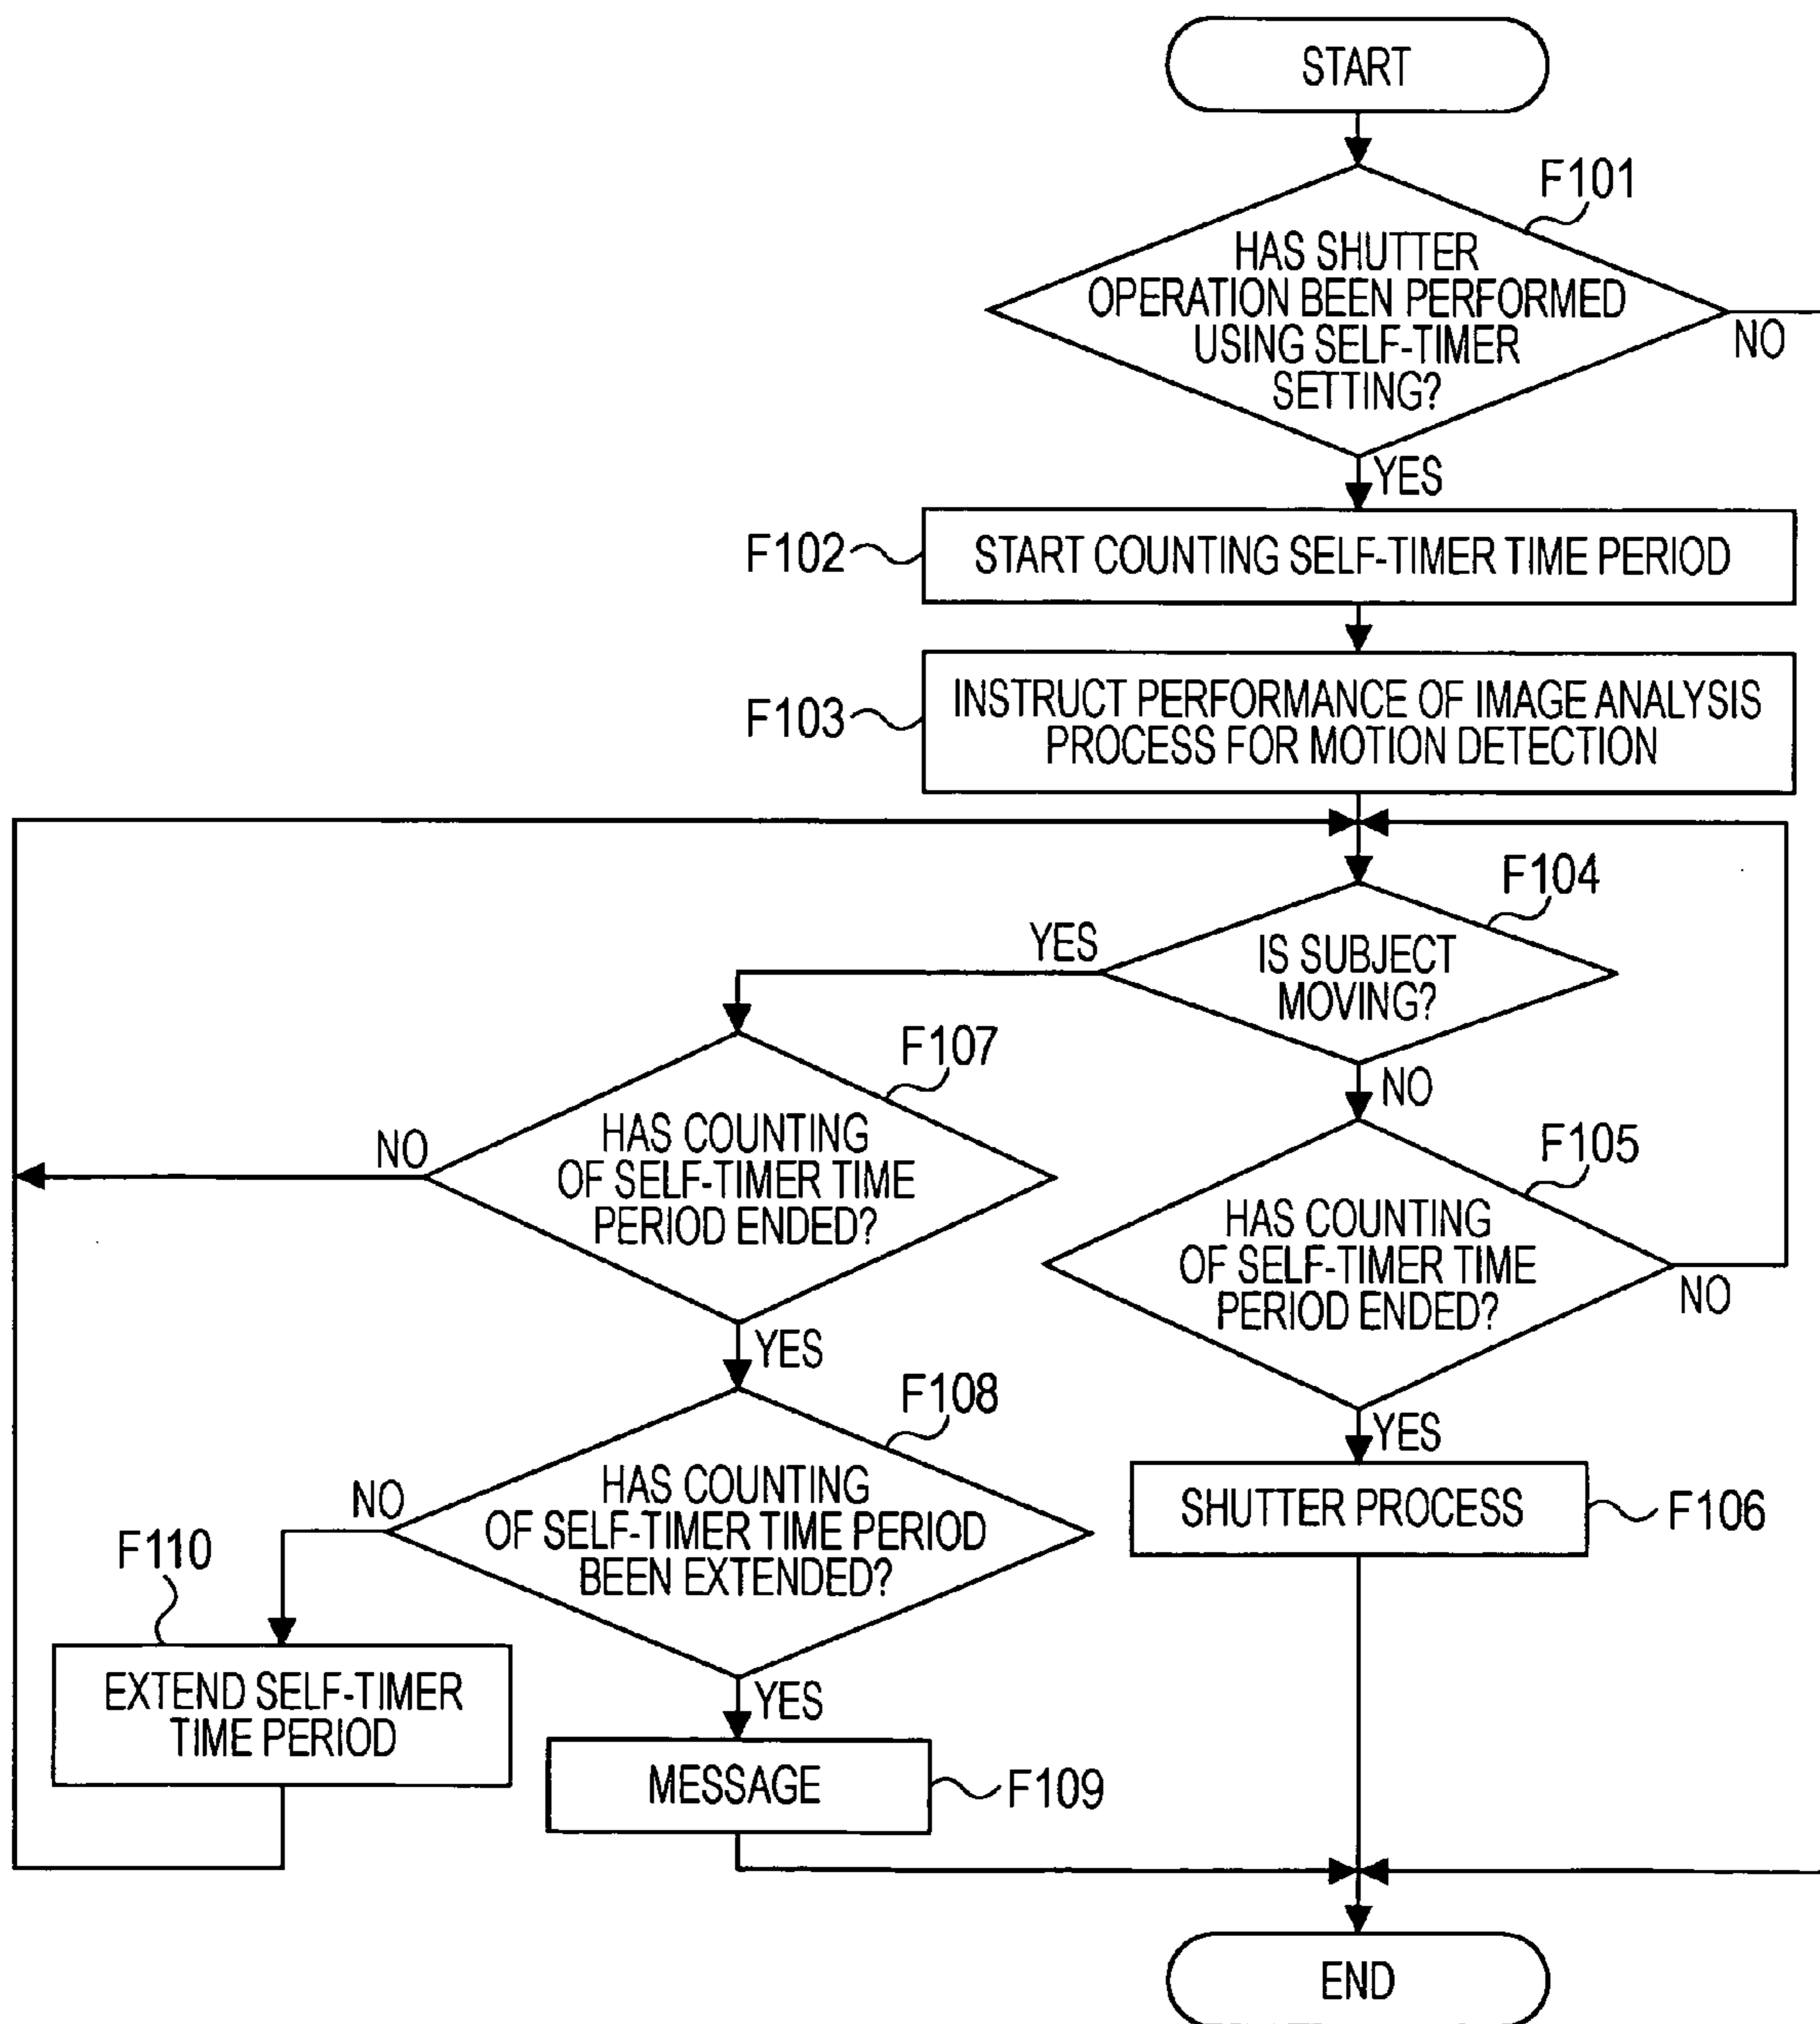 START
F101
HAS SHUTTER
OPERATION BEEN PERFORMED
USING SELF-TIMER
SETTING?
NO
YES
F102
START COUNTING SELF-TIMER TIME PERIOD
F103
INSTRUCT PERFORMANCE OF IMAGE ANALYSIS
PROCESS FOR MOTION DETECTION
F104
IS SUBJECT
MOVING?
YES
NO
F107
HAS COUNTING
OF SELF-TIMER TIME
PERIOD ENDED?
NO
YES
F105
HAS COUNTING
OF SELF-TIMER TIME
PERIOD ENDED?
NO
YES
F108
HAS COUNTING
OF SELF-TIMER TIME PERIOD
BEEN EXTENDED?
NO
YES
SHUTTER PROCESS
F106
F110
EXTEND SELF-TIMER
TIME PERIOD
MESSAGE
F109
END